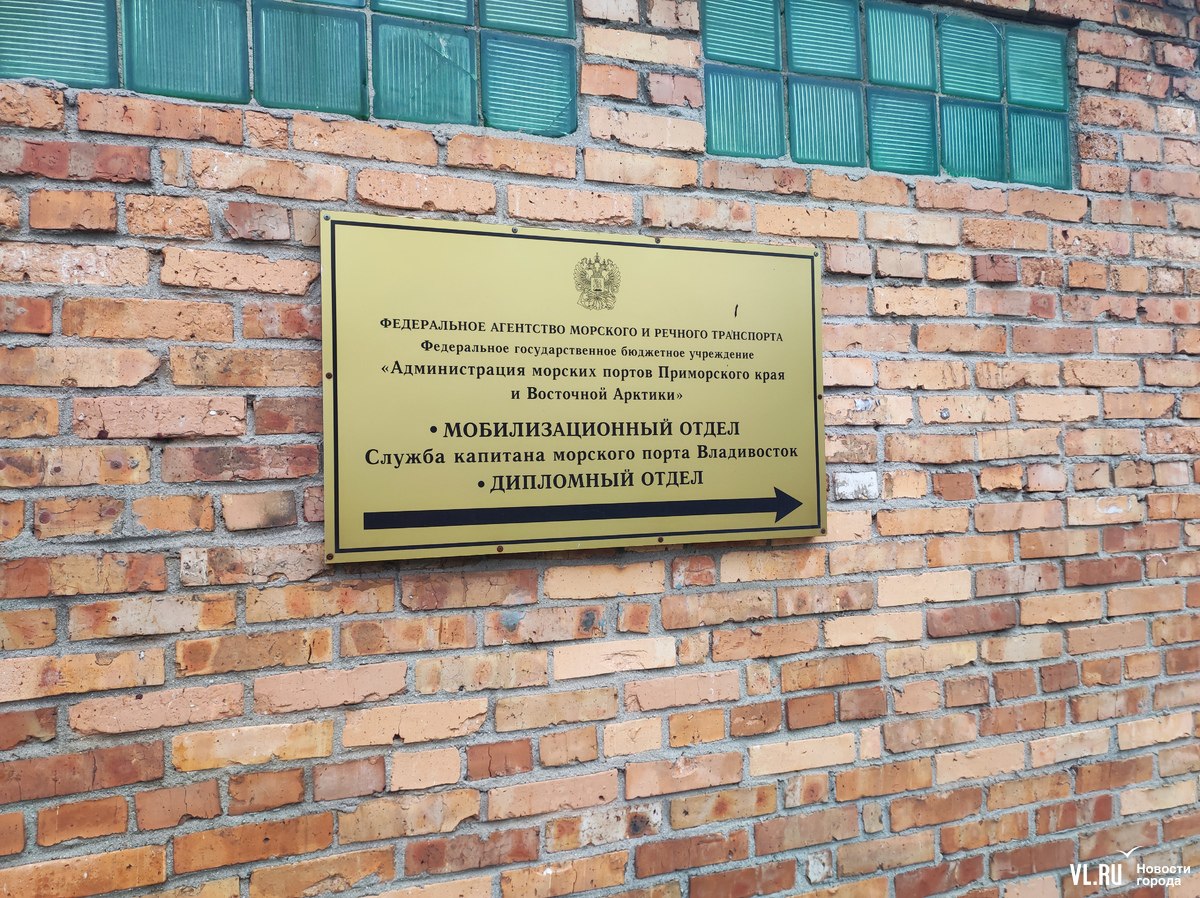 ФЕДЕРАЛЬНОЕ АГЕНТСТВО МОРСКОГО И РЕЧНОГО ТРАНСПОРТА
Федеральное государственное бюджетное учреждение
«Администрация морских портов Приморского края
и Восточной Арктики»
• МОБИЛИЗАЦИОННЫЙ ОТДЕЛ
Служба капитана морского порта Владивосток
• ДИПЛОМНЫЙ ОТДЕЛ
VL.RU Новости
города